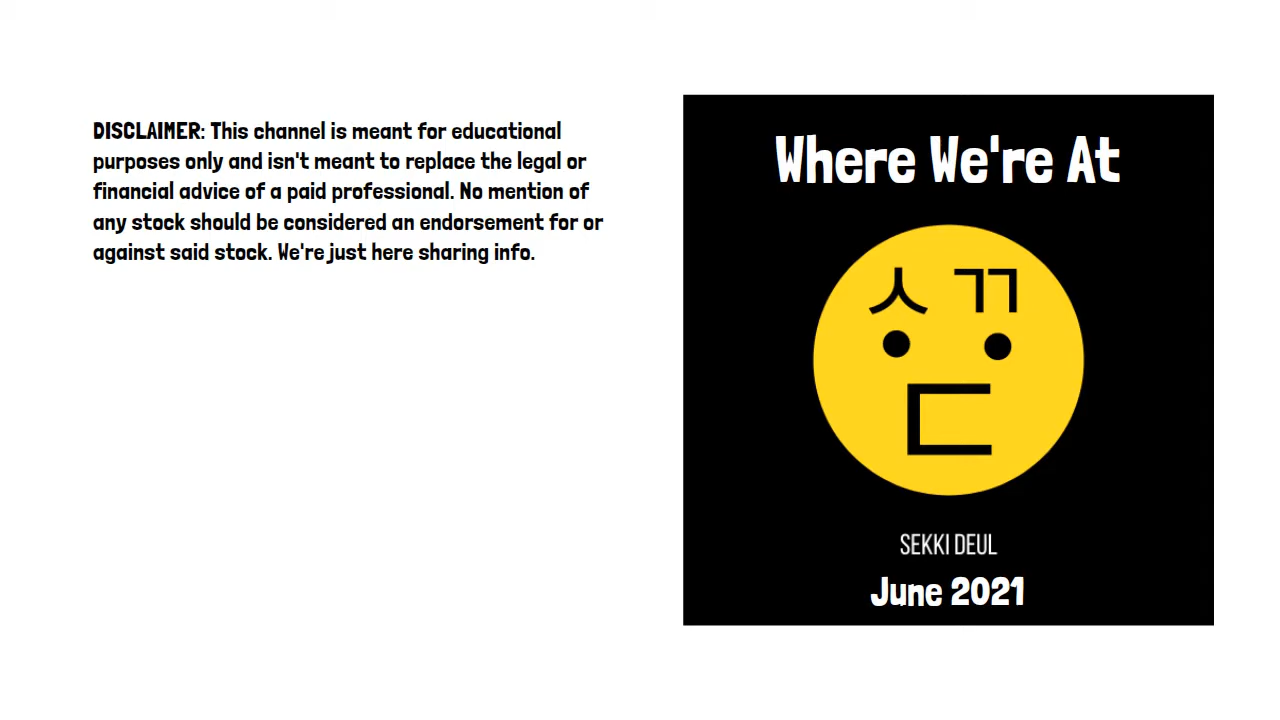 DISCLAIMER: This channel is meant for educational
purposes only and isn't meant to replace the legal or
financial advice of a paid professional. No mention of
any stock should be considered an endorsement for or
against said stock. We're just here sharing info.
Where We're At
ㅅ ㄲ
ㄷ
SEKKI DEUL
June 2021